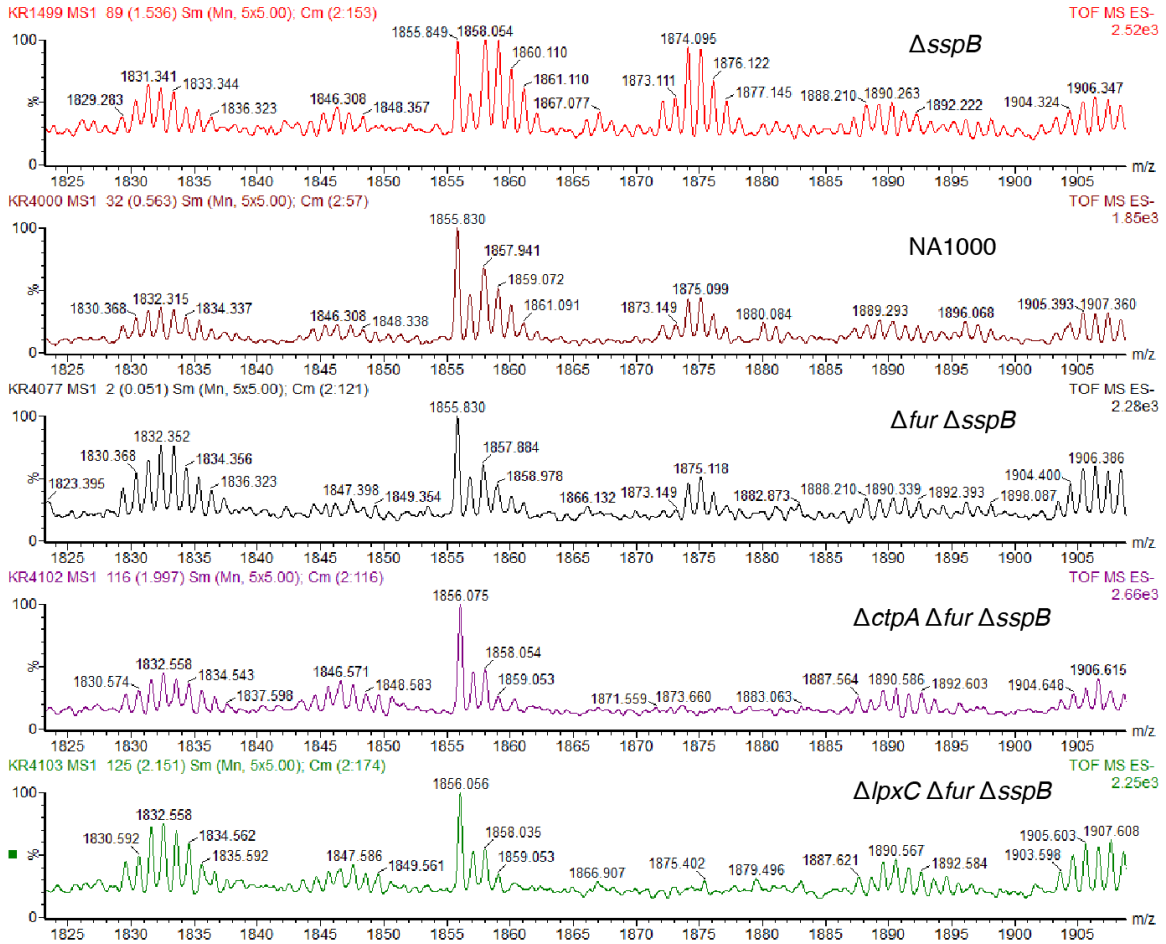 KR1499 MS1 89 (1.536) Sm (Mn, 5x5.00); Cm (2:153) TOF MS ES-
2.52e3
ΔsspB
100
%
0
1829.283 1831.341 1833.344 1836.323 1846.308 1848.357 1855.849 1858.054 1860.110 1861.110 1867.077 1873.111 1874.095 1876.122 1877.145 1888.210 1890.263 1892.222 1904.324 1906.347
1825 1830 1835 1840 1845 1850 1855 1860 1865 1870 1875 1880 1885 1890 1895 1900 1905 m/z
KR4000 MS1 32 (0.563) Sm (Mn, 5x5.00); Cm (2:57) TOF MS ES-
1.85e3
NA1000
100
%
0
1830.368 1832.315 1834.337 1846.308 1848.338 1855.830 1857.941 1859.072 1861.091 1873.149 1875.099 1880.084 1889.293 1896.068 1905.393 1907.360
1825 1830 1835 1840 1845 1850 1855 1860 1865 1870 1875 1880 1885 1890 1895 1900 1905 m/z
KR4077 MS1 2 (0.051) Sm (Mn, 5x5.00); Cm (2:121) TOF MS ES-
2.28e3
Δfur ΔsspB
100
%
0
1823.395 1830.368 1832.352 1834.356 1836.323 1847.398 1849.354 1855.830 1857.884 1858.978 1866.132 1873.149 1875.118 1882.873 1888.210 1890.339 1892.393 1898.087 1904.400 1906.386
1825 1830 1835 1840 1845 1850 1855 1860 1865 1870 1875 1880 1885 1890 1895 1900 1905 m/z
KR4102 MS1 116 (1.997) Sm (Mn, 5x5.00); Cm (2:116) TOF MS ES-
2.66e3
ΔctpA Δfur ΔsspB
100
%
0
1830.574 1832.558 1834.543 1837.598 1846.571 1848.583 1856.075 1858.054 1859.053 1871.559 1873.660 1883.063 1887.564 1890.586 1892.603 1904.648 1906.615
1825 1830 1835 1840 1845 1850 1855 1860 1865 1870 1875 1880 1885 1890 1895 1900 1905 m/z
KR4103 MS1 125 (2.151) Sm (Mn, 5x5.00); Cm (2:174) TOF MS ES-
2.25e3
ΔlpxC Δfur ΔsspB
100
%
0
1830.592 1832.558 1834.562 1835.592 1847.586 1849.561 1856.056 1858.035 1859.053 1866.907 1875.402 1879.496 1887.621 1890.567 1892.584 1903.598 1905.603 1907.608
1825 1830 1835 1840 1845 1850 1855 1860 1865 1870 1875 1880 1885 1890 1895 1900 1905 m/z